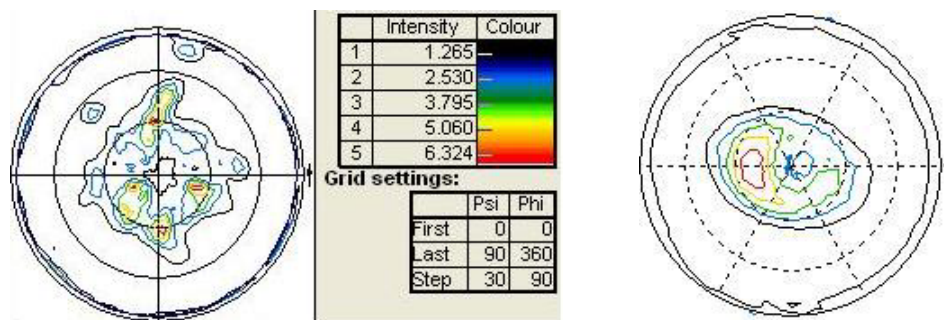 Intensity Colour
1 1.265
2 2.530
3 3.795
4 5.060
5 6.324
Grid settings:
Psi Phi
First 0 0
Last 90 360
Step 30 90